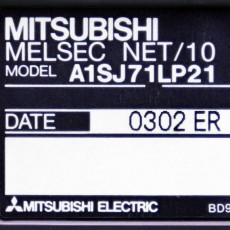 MITSUBISHI
MELSEC NET/10
MODEL A1SJ71LP21
DATE 0302 ER
MITSUBISHI ELECTRIC BD9